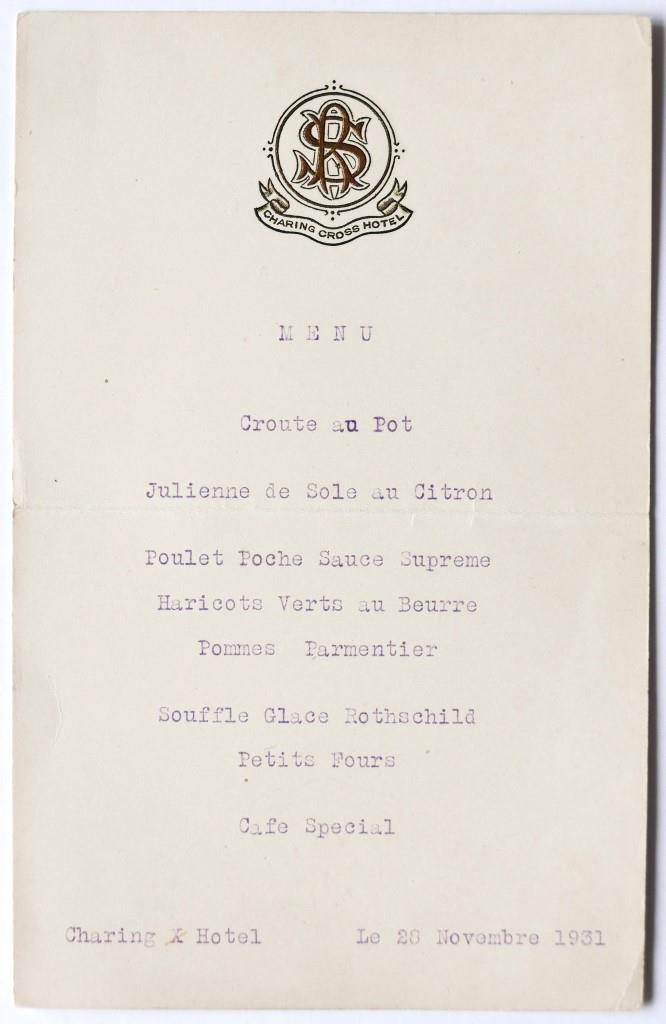 CHARING CROSS HOTEL
MENU
Croute au Pot
Julienne de Sole au Citron
Poulet Poche Sauce Supreme
Haricots Verts au Beurre
Pommes Parmentier
Souffle Glace Rothschild
Petits Fours
Cafe Special
Charing X Hotel Le 28 Novembre 1931